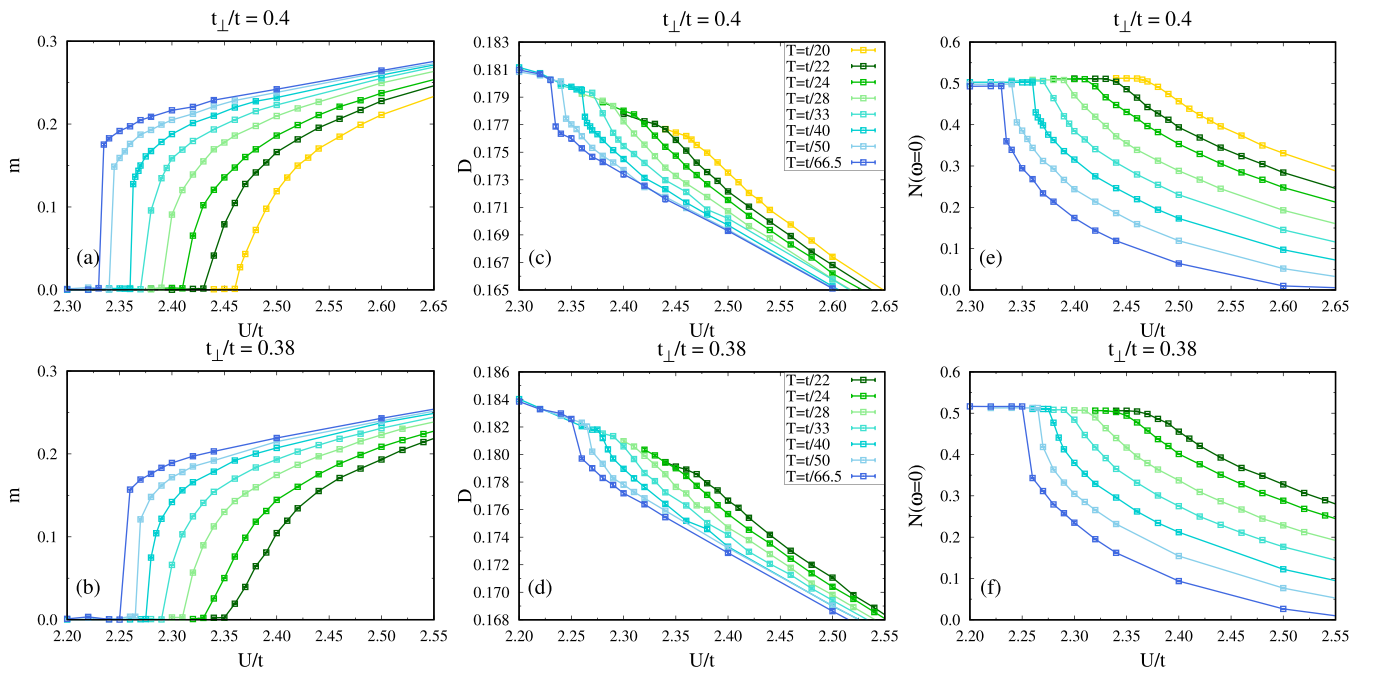 t⊥/t = 0.4
0.3
0.2
0.1
0.0
m
(a)
2.30 2.35 2.40 2.45 2.50 2.55 2.60 2.65
U/t
t⊥/t = 0.4
0.183
0.181
0.179
0.177
0.175
0.173
0.171
0.169
0.167
0.165
D
(c)
T=t/20
T=t/22
T=t/24
T=t/28
T=t/33
T=t/40
T=t/50
T=t/66.5
2.30 2.35 2.40 2.45 2.50 2.55 2.60 2.65
U/t
t⊥/t = 0.4
0.6
0.5
0.4
0.3
0.2
0.1
0.0
N(ω=0)
(e)
2.30 2.35 2.40 2.45 2.50 2.55 2.60 2.65
U/t
t⊥/t = 0.38
0.3
0.2
0.1
0.0
m
(b)
2.20 2.25 2.30 2.35 2.40 2.45 2.50 2.55
U/t
t⊥/t = 0.38
0.186
0.184
0.182
0.180
0.178
0.176
0.174
0.172
0.170
0.168
D
(d)
T=t/22
T=t/24
T=t/28
T=t/33
T=t/40
T=t/50
T=t/66.5
2.20 2.25 2.30 2.35 2.40 2.45 2.50 2.55
U/t
t⊥/t = 0.38
0.6
0.5
0.4
0.3
0.2
0.1
0.0
N(ω=0)
(f)
2.20 2.25 2.30 2.35 2.40 2.45 2.50 2.55
U/t